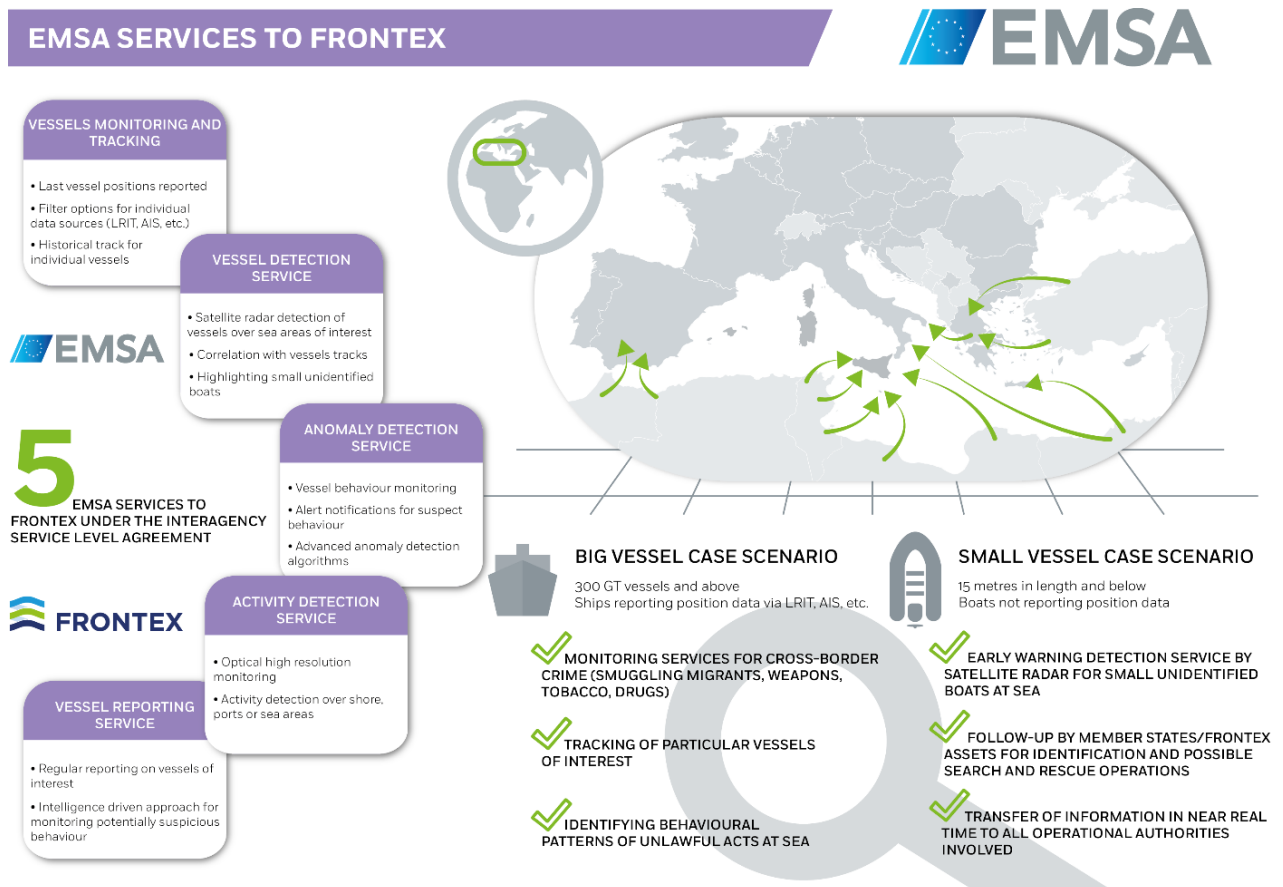 EMSA SERVICES TO FRONTEX
EMSA
VESSELS MONITORING AND
TRACKING
• Last vessel positions reported
• Filter options for individual
data sources (LRIT, AIS, etc.)
• Historical track for
individual vessels
VESSEL DETECTION
SERVICE
• Satellite radar detection of
vessels over sea areas of interest
• Correlation with vessels tracks
• Highlighting small unidentified
boats
EMSA
ANOMALY DETECTION
SERVICE
• Vessel behaviour monitoring
• Alert notifications for suspect
behaviour
• Advanced anomaly detection
algorithms
5
EMSA SERVICES TO
FRONTEX UNDER THE INTERAGENCY
SERVICE LEVEL AGREEMENT
FRONTEX
ACTIVITY DETECTION
SERVICE
• Optical high resolution
monitoring
• Activity detection over shore,
ports or sea areas
VESSEL REPORTING
SERVICE
• Regular reporting on vessels of
interest
• Intelligence driven approach for
monitoring potentially suspicious
behaviour
BIG VESSEL CASE SCENARIO
300 GT vessels and above
Ships reporting position data via LRIT, AIS, etc.
MONITORING SERVICES FOR CROSS-BORDER
CRIME (SMUGGLING MIGRANTS, WEAPONS,
TOBACCO, DRUGS)
TRACKING OF PARTICULAR VESSELS
OF INTEREST
IDENTIFYING BEHAVIOURAL
PATTERNS OF UNLAWFUL ACTS AT SEA
SMALL VESSEL CASE SCENARIO
15 metres in length and below
Boats not reporting position data
EARLY WARNING DETECTION SERVICE BY
SATELLITE RADAR FOR SMALL UNIDENTIFIED
BOATS AT SEA
FOLLOW-UP BY MEMBER STATES/FRONTEX
ASSETS FOR IDENTIFICATION AND POSSIBLE
SEARCH AND RESCUE OPERATIONS
TRANSFER OF INFORMATION IN NEAR REAL
TIME TO ALL OPERATIONAL AUTHORITIES
INVOLVED